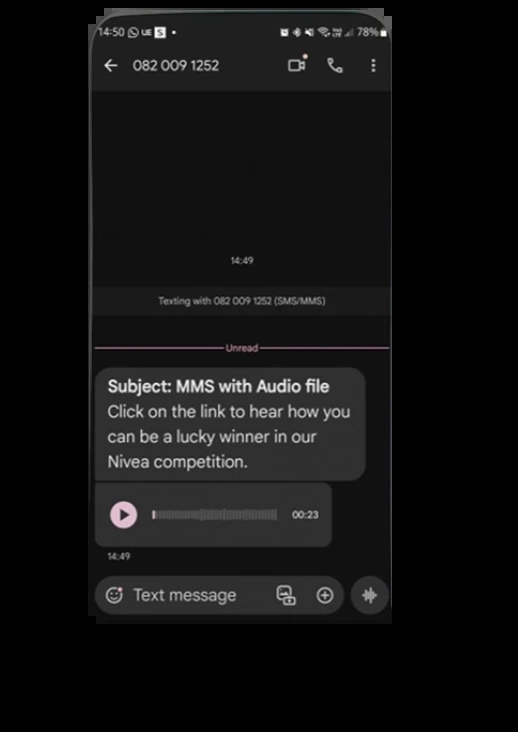 14:50 UE S 78%
082 009 1252
14:49
Texting with 082 009 1252 (SMS/MMS)
Unread
Subject: MMS with Audio file
Click on the link to hear how you
can be a lucky winner in our
Nivea competition.
00:23
14:49
Text message